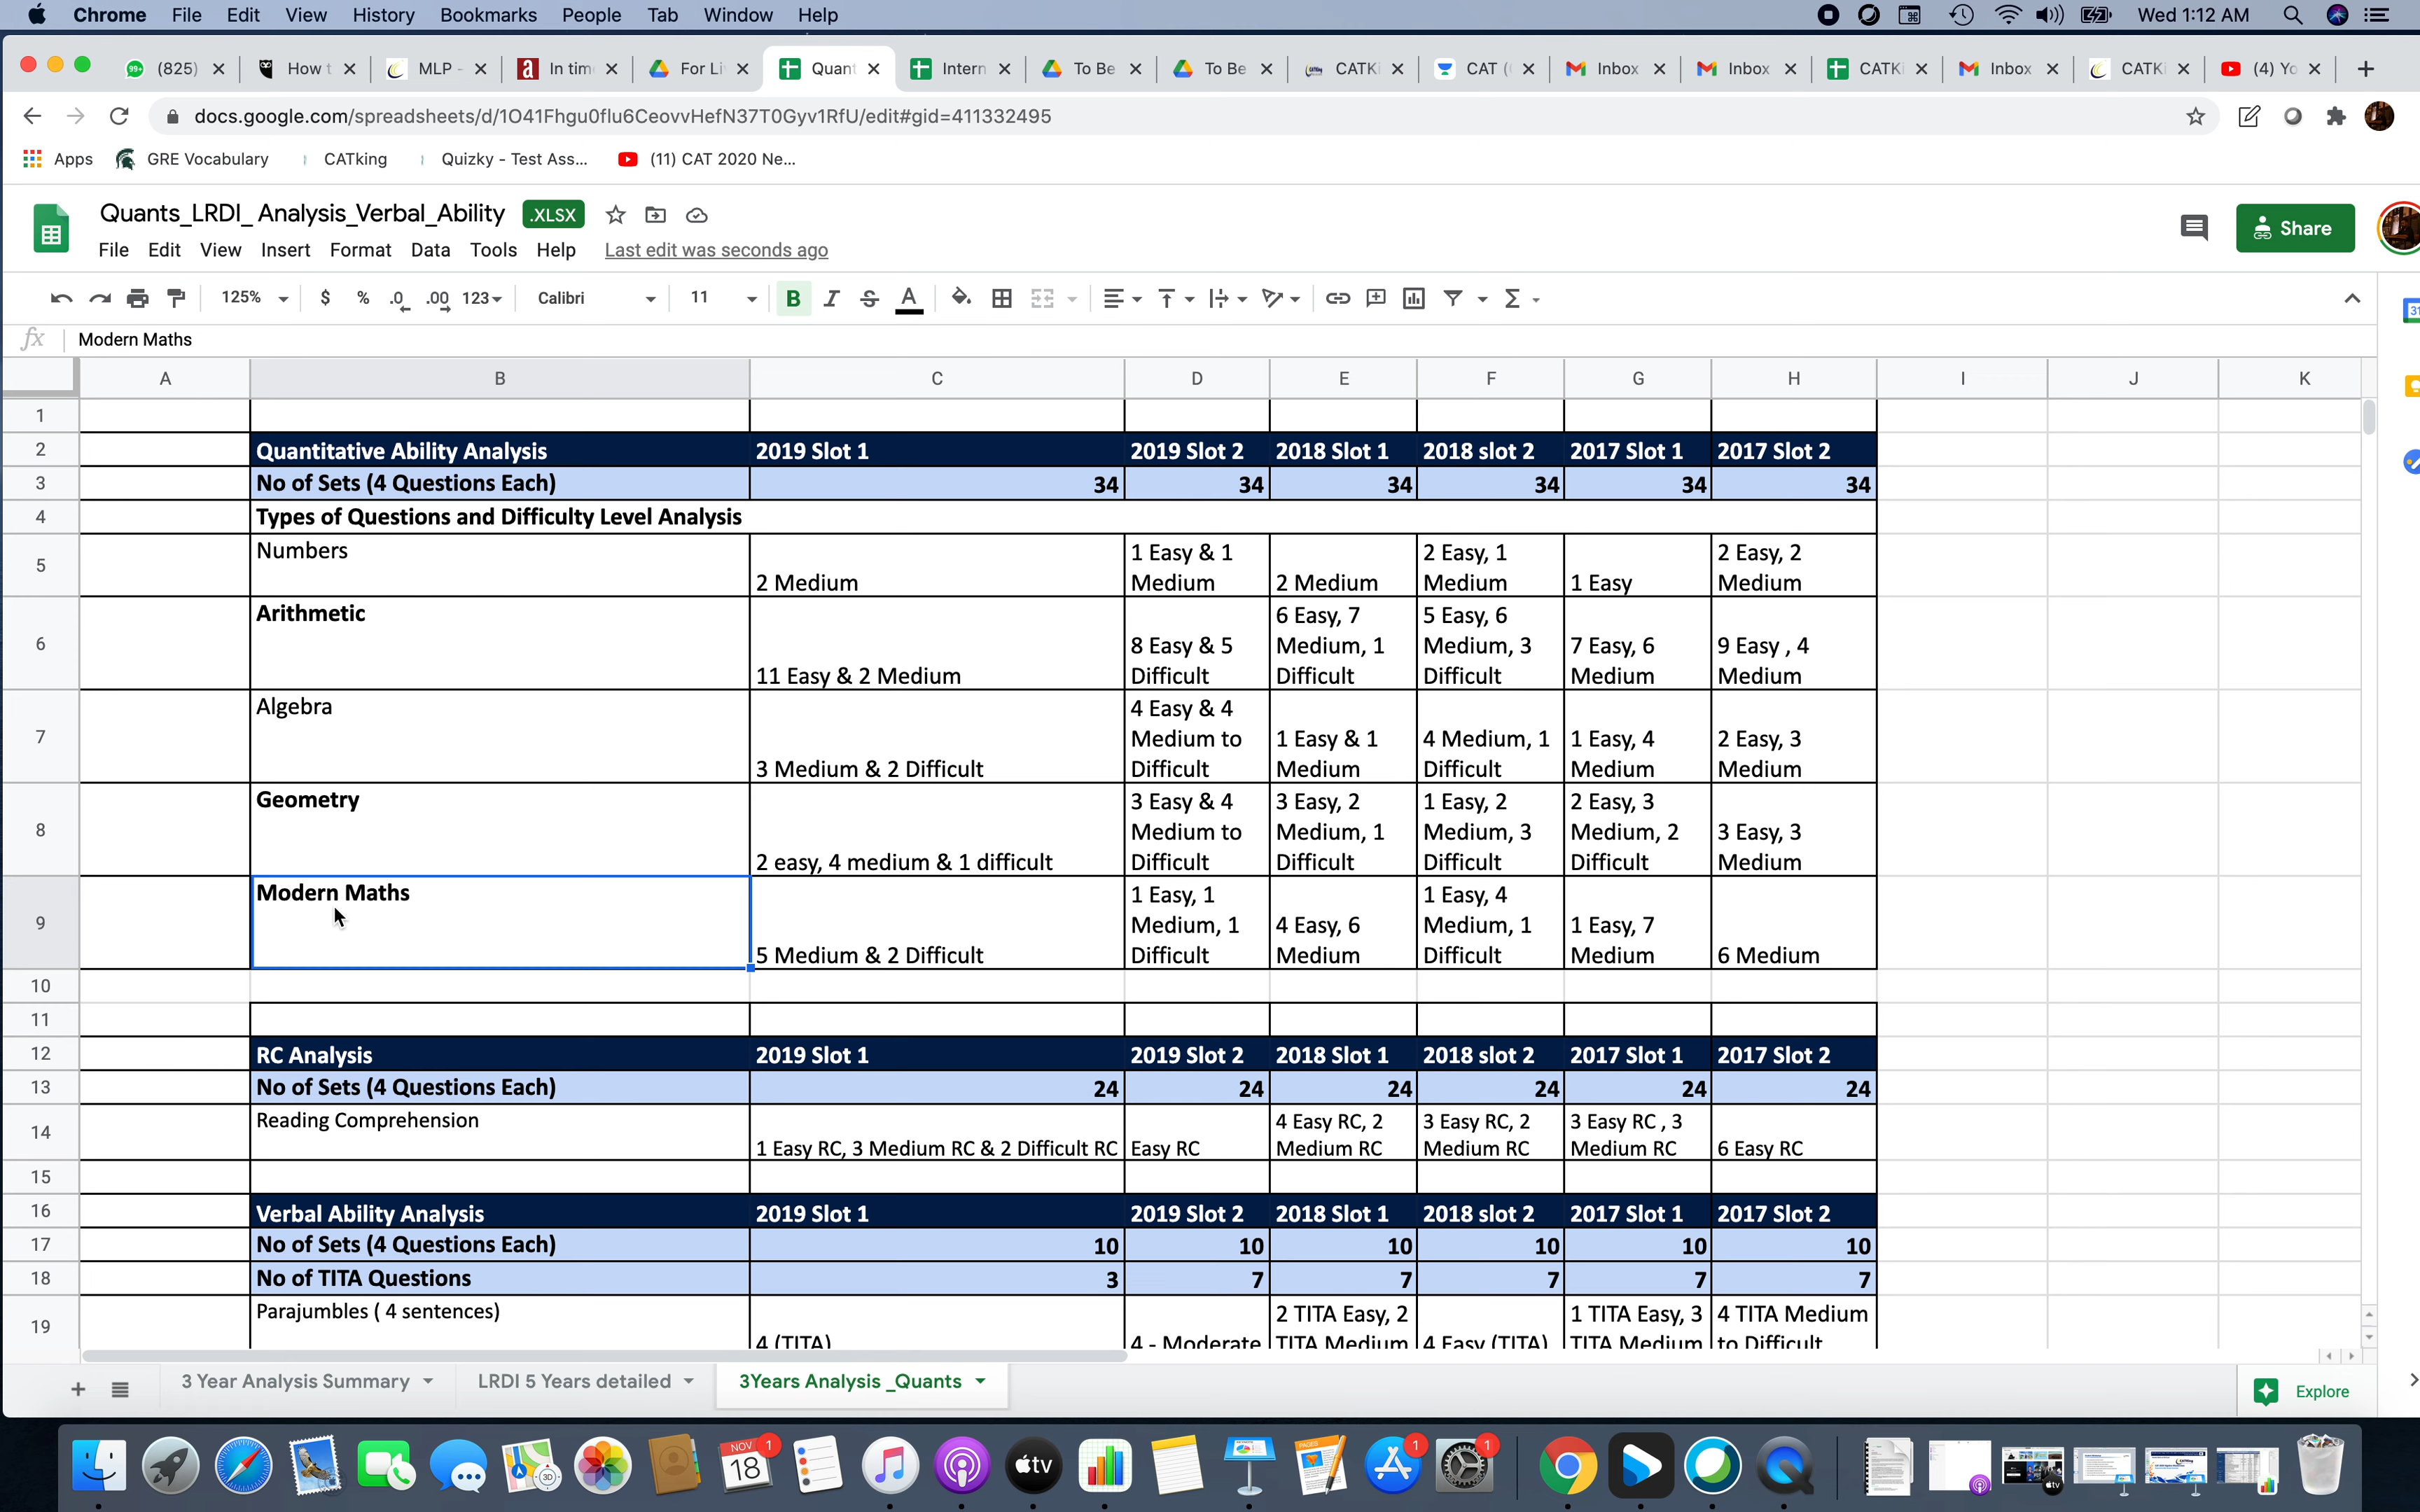 Chrome File Edit View History Bookmarks People Tab Window Help Wed 1:12 AM
(825) How t MLP - In tim For Li Quant Intern To Be To Be CATKi CAT ( Inbox Inbox CATKi Inbox CATKi (4) Yo
docs.google.com/spreadsheets/d/1O41Fhgu0flu6CeovvHefN37T0Gyv1RfU/edit#gid=411332495
Apps GRE Vocabulary CATking Quizky - Test Ass... (11) CAT 2020 Ne...
Quants_LRDI_ Analysis_Verbal_Ability .XLSX
Share
File Edit View Insert Format Data Tools Help Last edit was seconds ago
125% $ % .0 .00 123 Calibri 11 B I S A
fx Modern Maths
A B C D E F G H I J K
1
2 Quantitative Ability Analysis 2019 Slot 1 2019 Slot 2 2018 Slot 1 2018 slot 2 2017 Slot 1 2017 Slot 2
3 No of Sets (4 Questions Each) 34 34 34 34 34 34
4 Types of Questions and Difficulty Level Analysis
5 Numbers 2 Medium 1 Easy & 1 Medium 2 Medium 2 Easy, 1 Medium 1 Easy 2 Easy, 2 Medium
6 Arithmetic 11 Easy & 2 Medium 8 Easy & 5 Difficult 6 Easy, 7 Medium, 1 Difficult 5 Easy, 6 Medium, 3 Difficult 7 Easy, 6 Medium 9 Easy , 4 Medium
7 Algebra 3 Medium & 2 Difficult 4 Easy & 4 Medium to Difficult 1 Easy & 1 Medium 4 Medium, 1 Difficult 1 Easy, 4 Medium 2 Easy, 3 Medium
8 Geometry 2 easy, 4 medium & 1 difficult 3 Easy & 4 Medium to Difficult 3 Easy, 2 Medium, 1 Difficult 1 Easy, 2 Medium, 3 Difficult 2 Easy, 3 Medium, 2 Difficult 3 Easy, 3 Medium
9 Modern Maths 5 Medium & 2 Difficult 1 Easy, 1 Medium, 1 Difficult 4 Easy, 6 Medium 1 Easy, 4 Medium, 1 Difficult 1 Easy, 7 Medium 6 Medium
10
11
12 RC Analysis 2019 Slot 1 2019 Slot 2 2018 Slot 1 2018 slot 2 2017 Slot 1 2017 Slot 2
13 No of Sets (4 Questions Each) 24 24 24 24 24 24
14 Reading Comprehension 1 Easy RC, 3 Medium RC & 2 Difficult RC Easy RC 4 Easy RC, 2 Medium RC 3 Easy RC, 2 Medium RC 3 Easy RC , 3 Medium RC 6 Easy RC
15
16 Verbal Ability Analysis 2019 Slot 1 2019 Slot 2 2018 Slot 1 2018 slot 2 2017 Slot 1 2017 Slot 2
17 No of Sets (4 Questions Each) 10 10 10 10 10 10
18 No of TITA Questions 3 7 7 7 7 7
19 Parajumbles ( 4 sentences) 4 (TITA) 4 - Moderate 2 TITA Easy, 2 TITA Medium 4 Easy (TITA) 1 TITA Easy, 3 TITA Medium 4 TITA Medium to Difficult
3 Year Analysis Summary LRDI 5 Years detailed 3Years Analysis _Quants Explore
NOV 18 1 tv PAGES 1 1